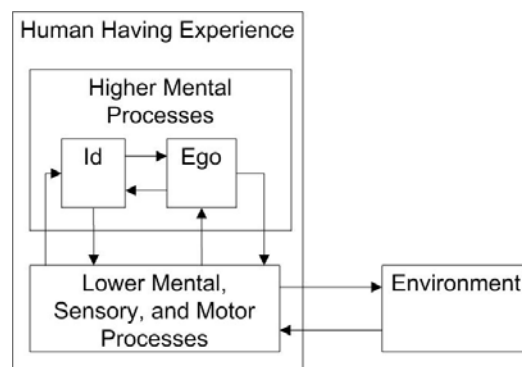 Human Having Experience
Higher Mental
Processes
Id
Ego
Lower Mental,
Sensory, and Motor
Processes
Environment